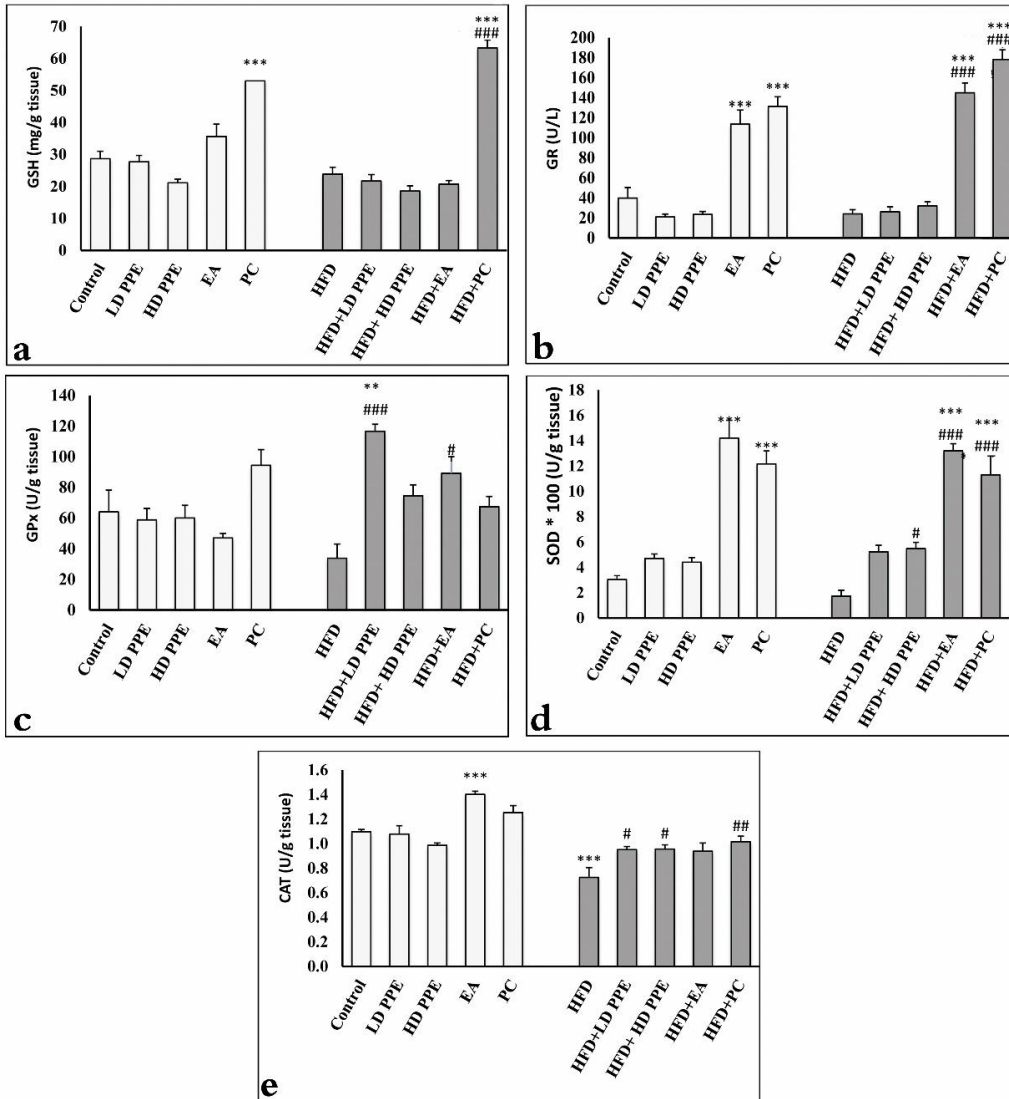 GSH (mg/g tissue)
70
60
50
40
30
20
10
0
***
***
###
Control
LD PPE
HD PPE
EA
PC
HFD
HFD+LD PPE
HFD+ HD PPE
HFD+EA
HFD+PC
a
GR (U/L)
200
180
160
140
120
100
80
60
40
20
0
***
***
***
###
***
###
Control
LD PPE
HD PPE
EA
PC
HFD
HFD+LD PPE
HFD+ HD PPE
HFD+EA
HFD+PC
b
GPx (U/g tissue)
140
120
100
80
60
40
20
0
**
###
#
Control
LD PPE
HD PPE
EA
PC
HFD
HFD+LD PPE
HFD+ HD PPE
HFD+EA
HFD+PC
c
SOD * 100 (U/g tissue)
18
16
14
12
10
8
6
4
2
0
***
***
#
***
###
***
###
Control
LD PPE
HD PPE
EA
PC
HFD
HFD+LD PPE
HFD+ HD PPE
HFD+EA
HFD+PC
d
CAT (U/g tissue)
1.6
1.4
1.2
1.0
0.8
0.6
0.4
0.2
0.0
***
***
#
#
##
Control
LD PPE
HD PPE
EA
PC
HFD
HFD+LD PPE
HFD+ HD PPE
HFD+EA
HFD+PC
e